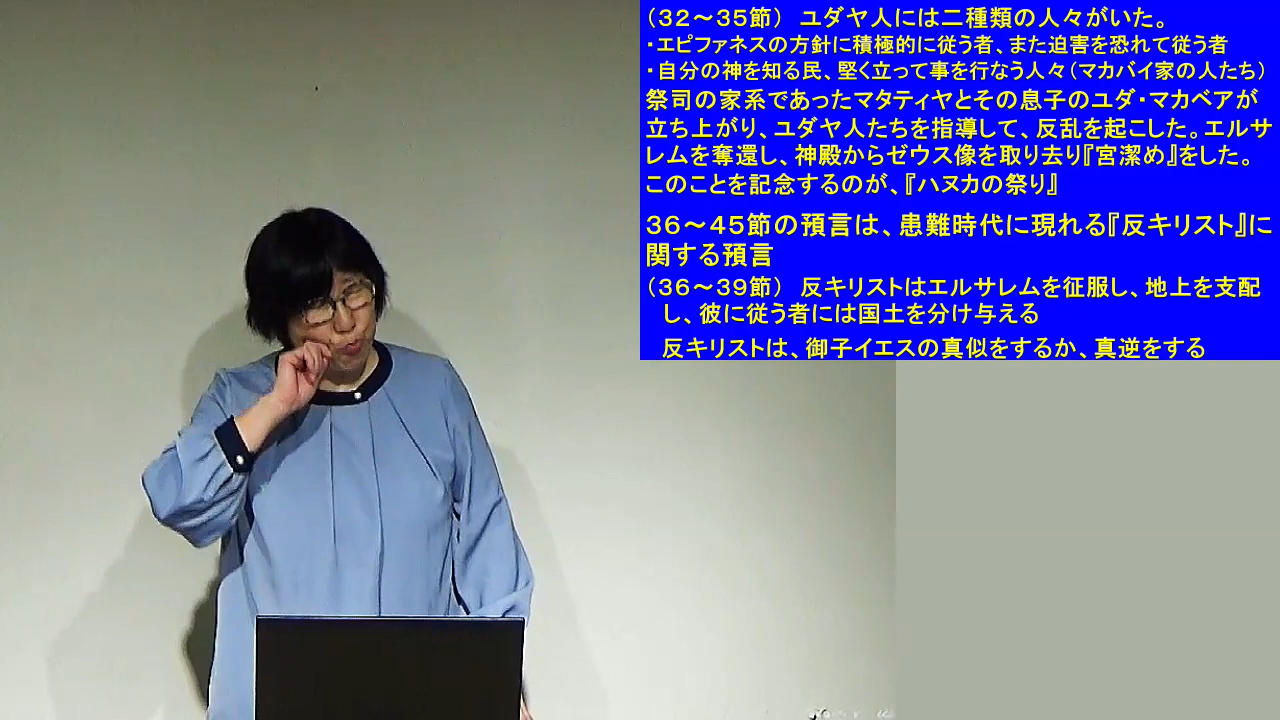 （３２～３５節）　ユダヤ人には二種類の人々がいた。
・エピファネスの方針に積極的に従う者、また迫害を恐れて従う者
・自分の神を知る民、堅く立って事を行なう人々（マカバイ家の人たち）
祭司の家系であったマタティヤとその息子のユダ・マカベアが
立ち上がり、ユダヤ人たちを指導して、反乱を起こした。エルサ
レムを奪還し、神殿からゼウス像を取り去り『宮潔め』をした。
このことを記念するのが、『ハヌカの祭り』
３６～４５節の預言は、患難時代に現れる『反キリスト』に
関する預言
（３６～３９節）　反キリストはエルサレムを征服し、地上を支配
し、彼に従う者には国土を分け与える
反キリストは、御子イエスの真似をするか、真逆をする